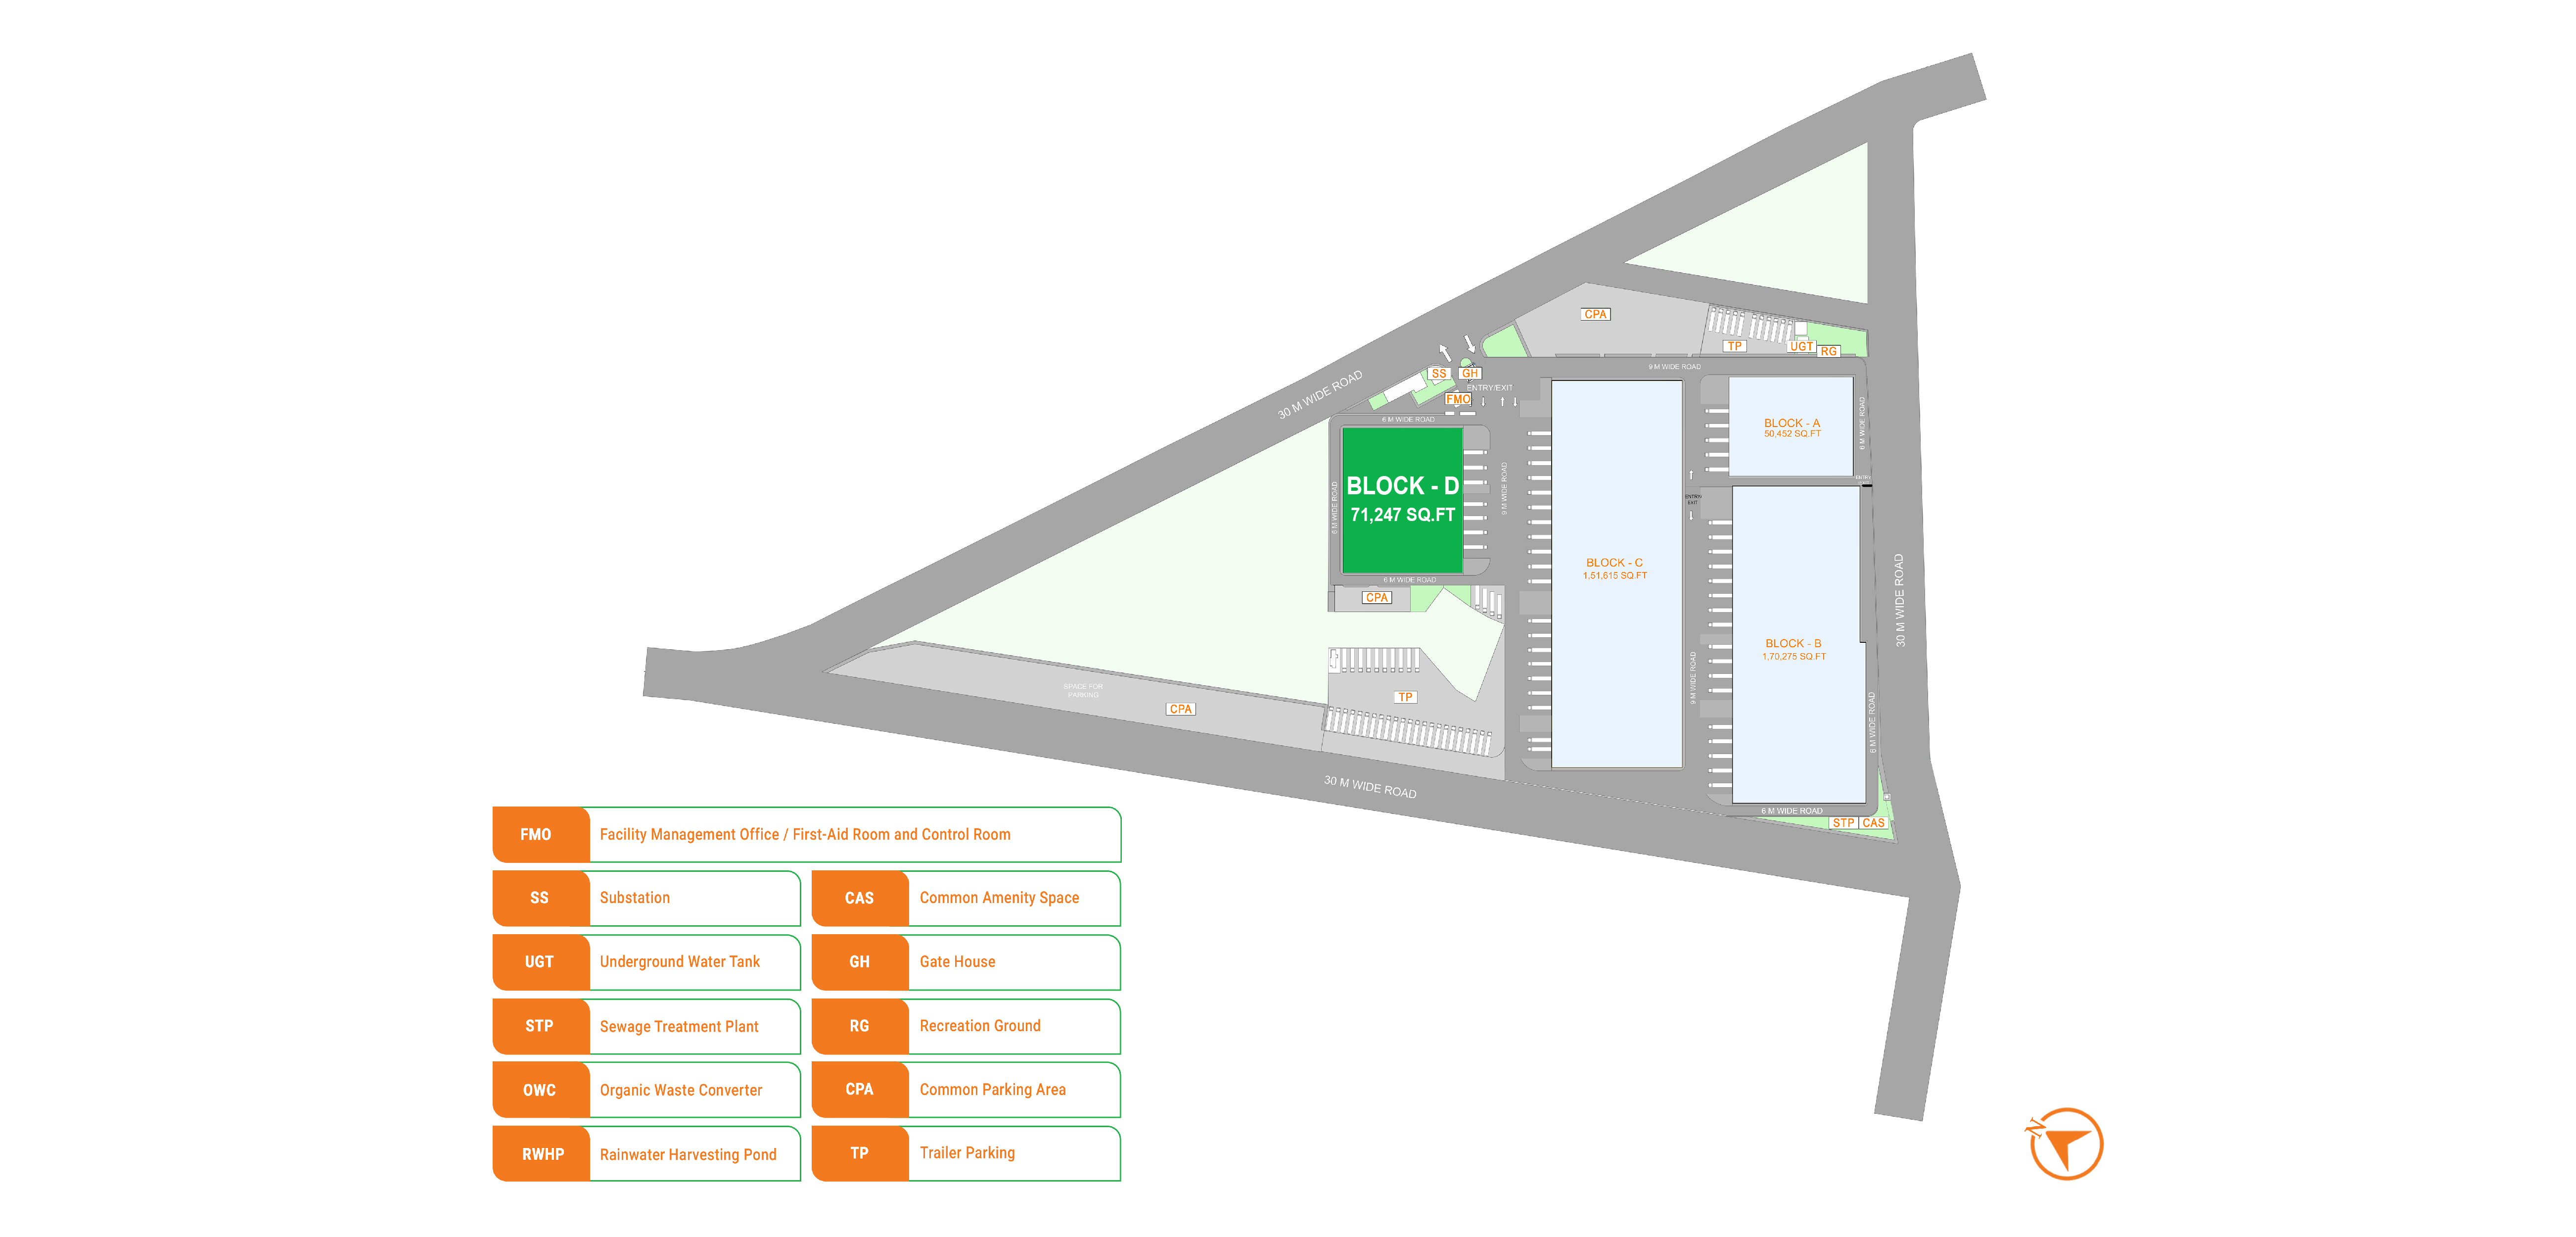 CPA
TP
UGT
RG
9 M WIDE ROAD
SS
GH
ENTRY/EXIT
FMO
30 M WIDE ROAD
6 M WIDE ROAD
BLOCK - A
50,452 SQ.FT
6 M WIDE ROAD
ENTRY
BLOCK - D
71,247 SQ.FT
6 M WIDE ROAD
9 M WIDE ROAD
ENTRY/
EXIT
BLOCK - C
1,51,615 SQ.FT
6 M WIDE ROAD
CPA
30 M WIDE ROAD
BLOCK - B
1,70,275 SQ.FT
9 M WIDE ROAD
6 M WIDE ROAD
SPACE FOR
PARKING
CPA
TP
30 M WIDE ROAD
6 M WIDE ROAD
STP
CAS
FMO
Facility Management Office / First-Aid Room and Control Room
SS
Substation
CAS
Common Amenity Space
UGT
Underground Water Tank
GH
Gate House
STP
Sewage Treatment Plant
RG
Recreation Ground
OWC
Organic Waste Converter
CPA
Common Parking Area
RWHP
Rainwater Harvesting Pond
TP
Trailer Parking
N